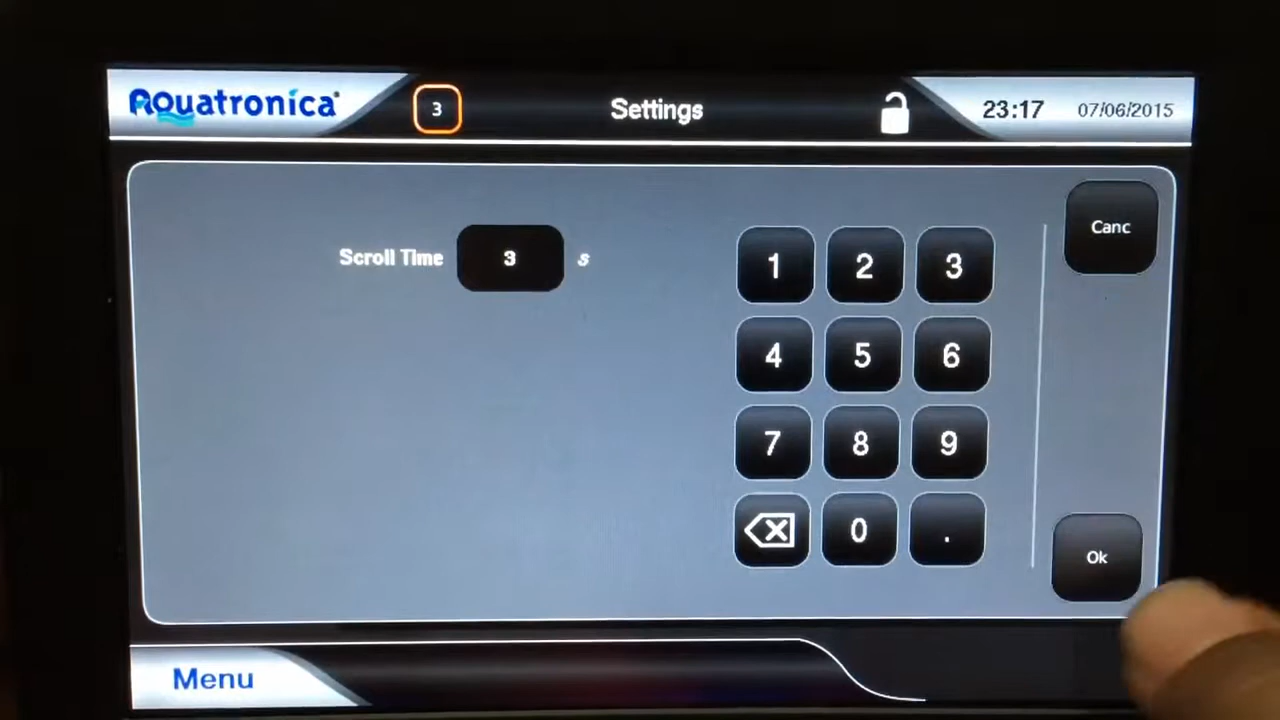 Aquatronica
3
Settings
23:17
07/06/2015
Scroll Time
3
s
1 2 3
4 5 6
7 8 9
0 .
Canc
Ok
Menu